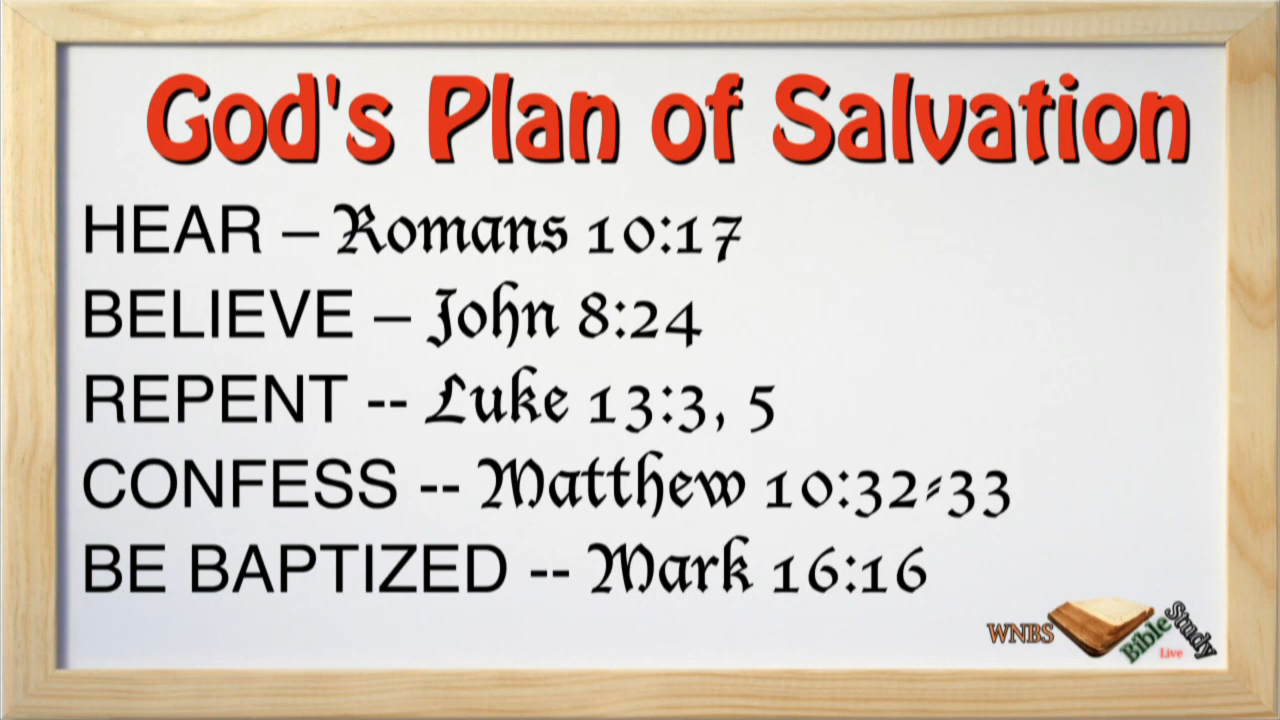 God's Plan of Salvation
HEAR – Romans 10:17
BELIEVE – John 8:24
REPENT -- Luke 13:3, 5
CONFESS -- Matthew 10:32-33
BE BAPTIZED -- Mark 16:16
WNBS Bible Study
Live